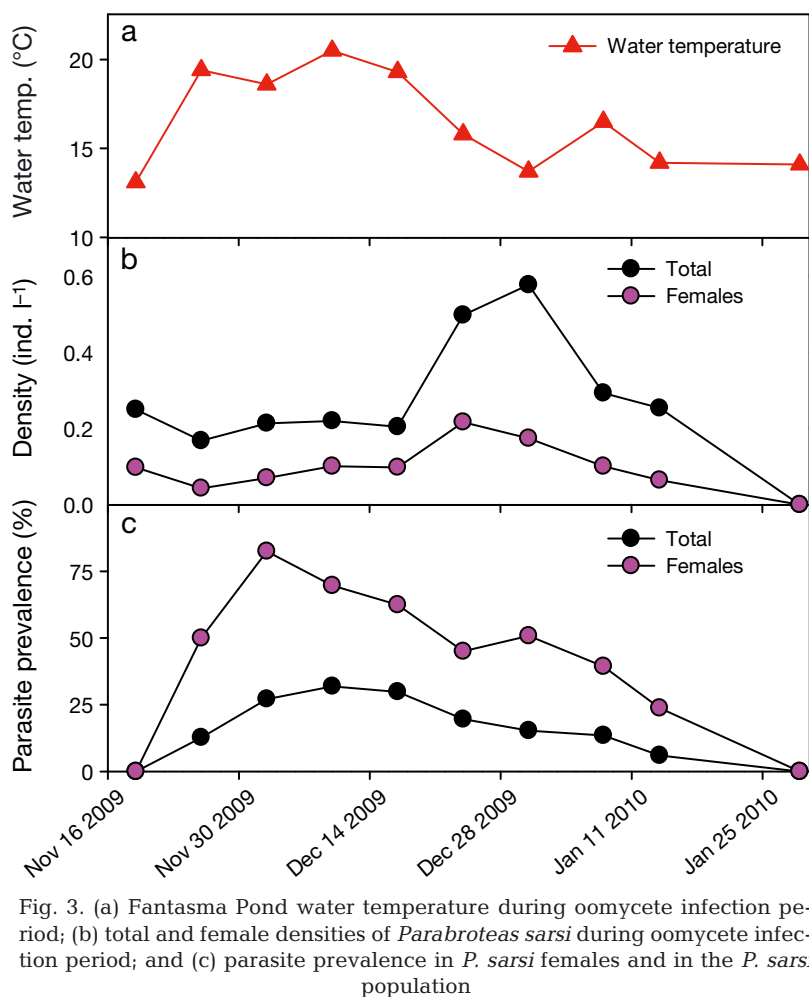 a
Water temperature
Water temp. (°C)
20
15
10
b
Total
Females
Density (ind. l⁻¹)
0.6
0.4
0.2
0.0
c
Total
Females
Parasite prevalence (%)
75
50
25
0
Nov 16 2009
Nov 30 2009
Dec 14 2009
Dec 28 2009
Jan 11 2010
Jan 25 2010
Fig. 3. (a) Fantasma Pond water temperature during oomycete infection pe-
riod; (b) total and female densities of Parabroteas sarsi during oomycete infec-
tion period; and (c) parasite prevalence in P. sarsi females and in the P. sarsi
population